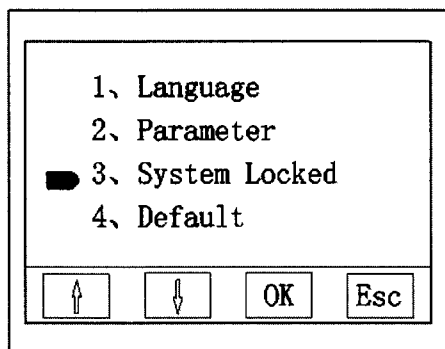 1、Language
2、Parameter
3、System Locked
4、Default
⇧ ⇩ OK Esc